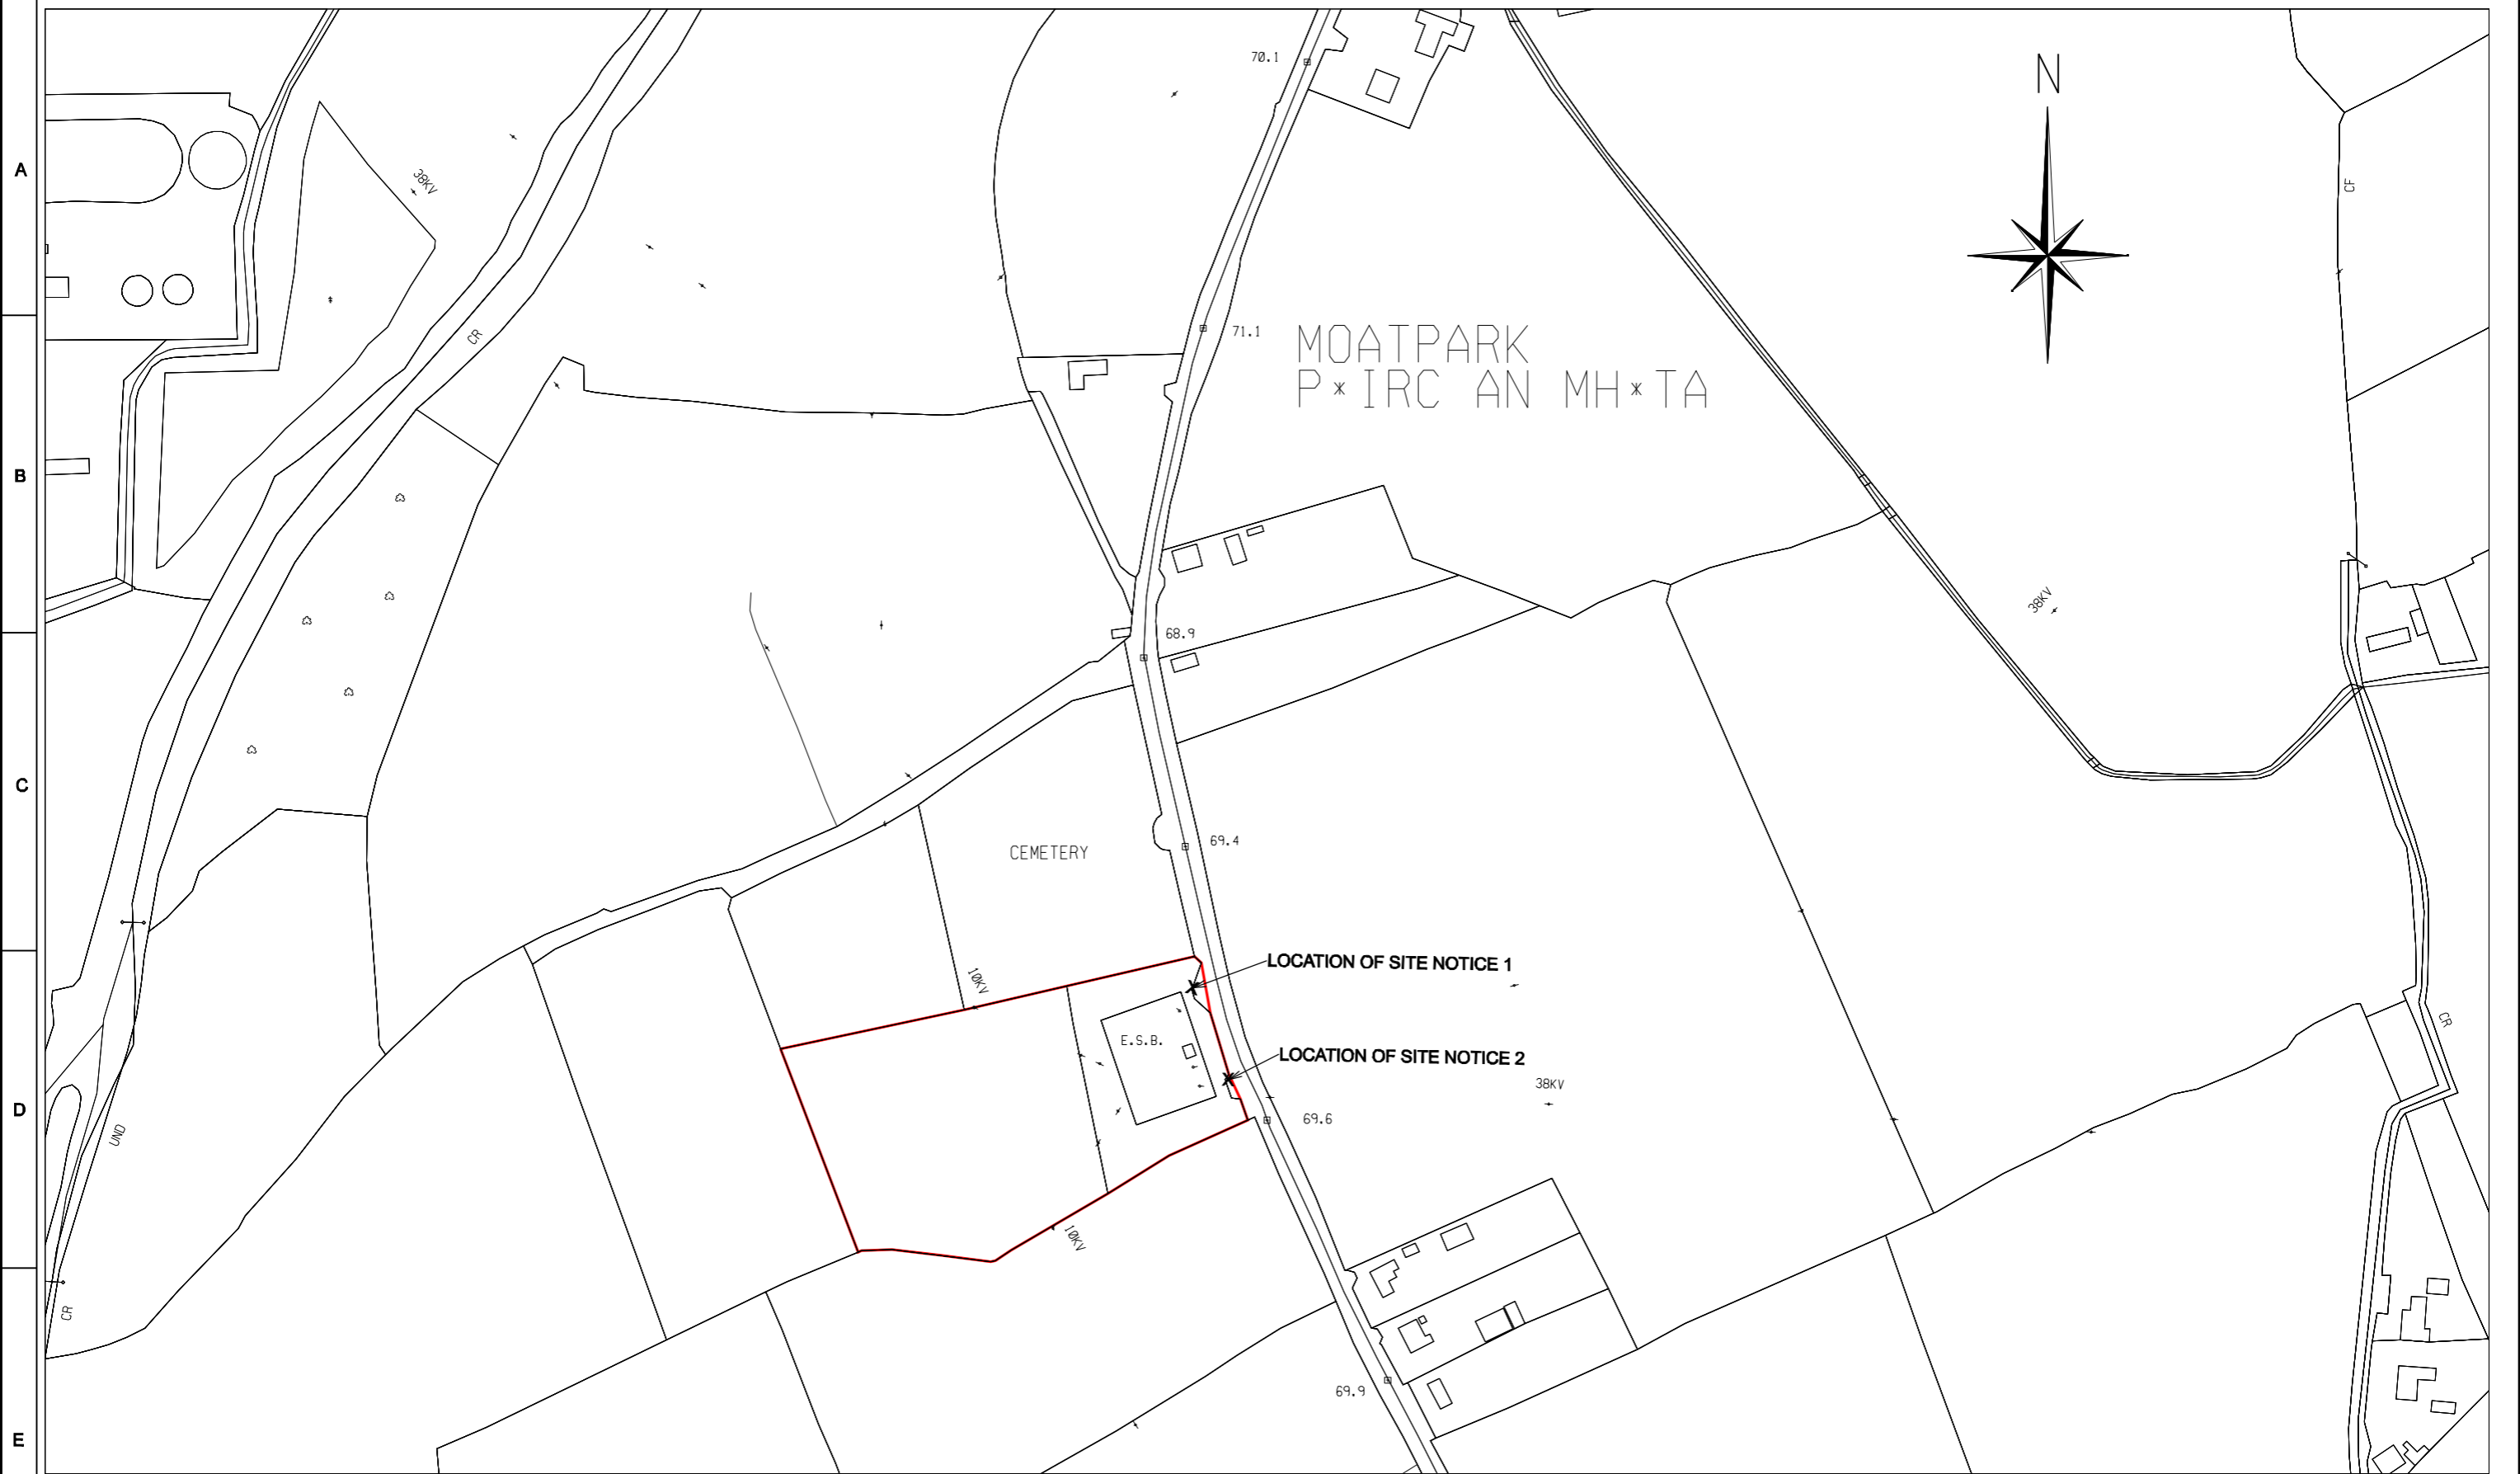 70.1
N
A
38KV
CF
CR
71.1
MOATPARK
P*IRC AN MH*TA
B
38KV
68.9
C
69.4
CEMETERY
LOCATION OF SITE NOTICE 1
10KV
CR
E.S.B.
LOCATION OF SITE NOTICE 2
38KV
D
69.6
UND
10KV
CR
69.9
E